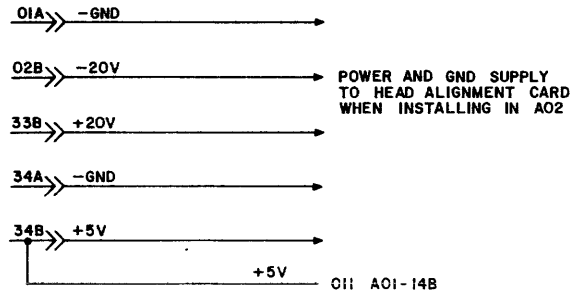 01A -GND
02B -20V
POWER AND GND SUPPLY
TO HEAD ALIGNMENT CARD
WHEN INSTALLING IN A02
33B +20V
34A -GND
34B +5V
+5V 011 A01-14B